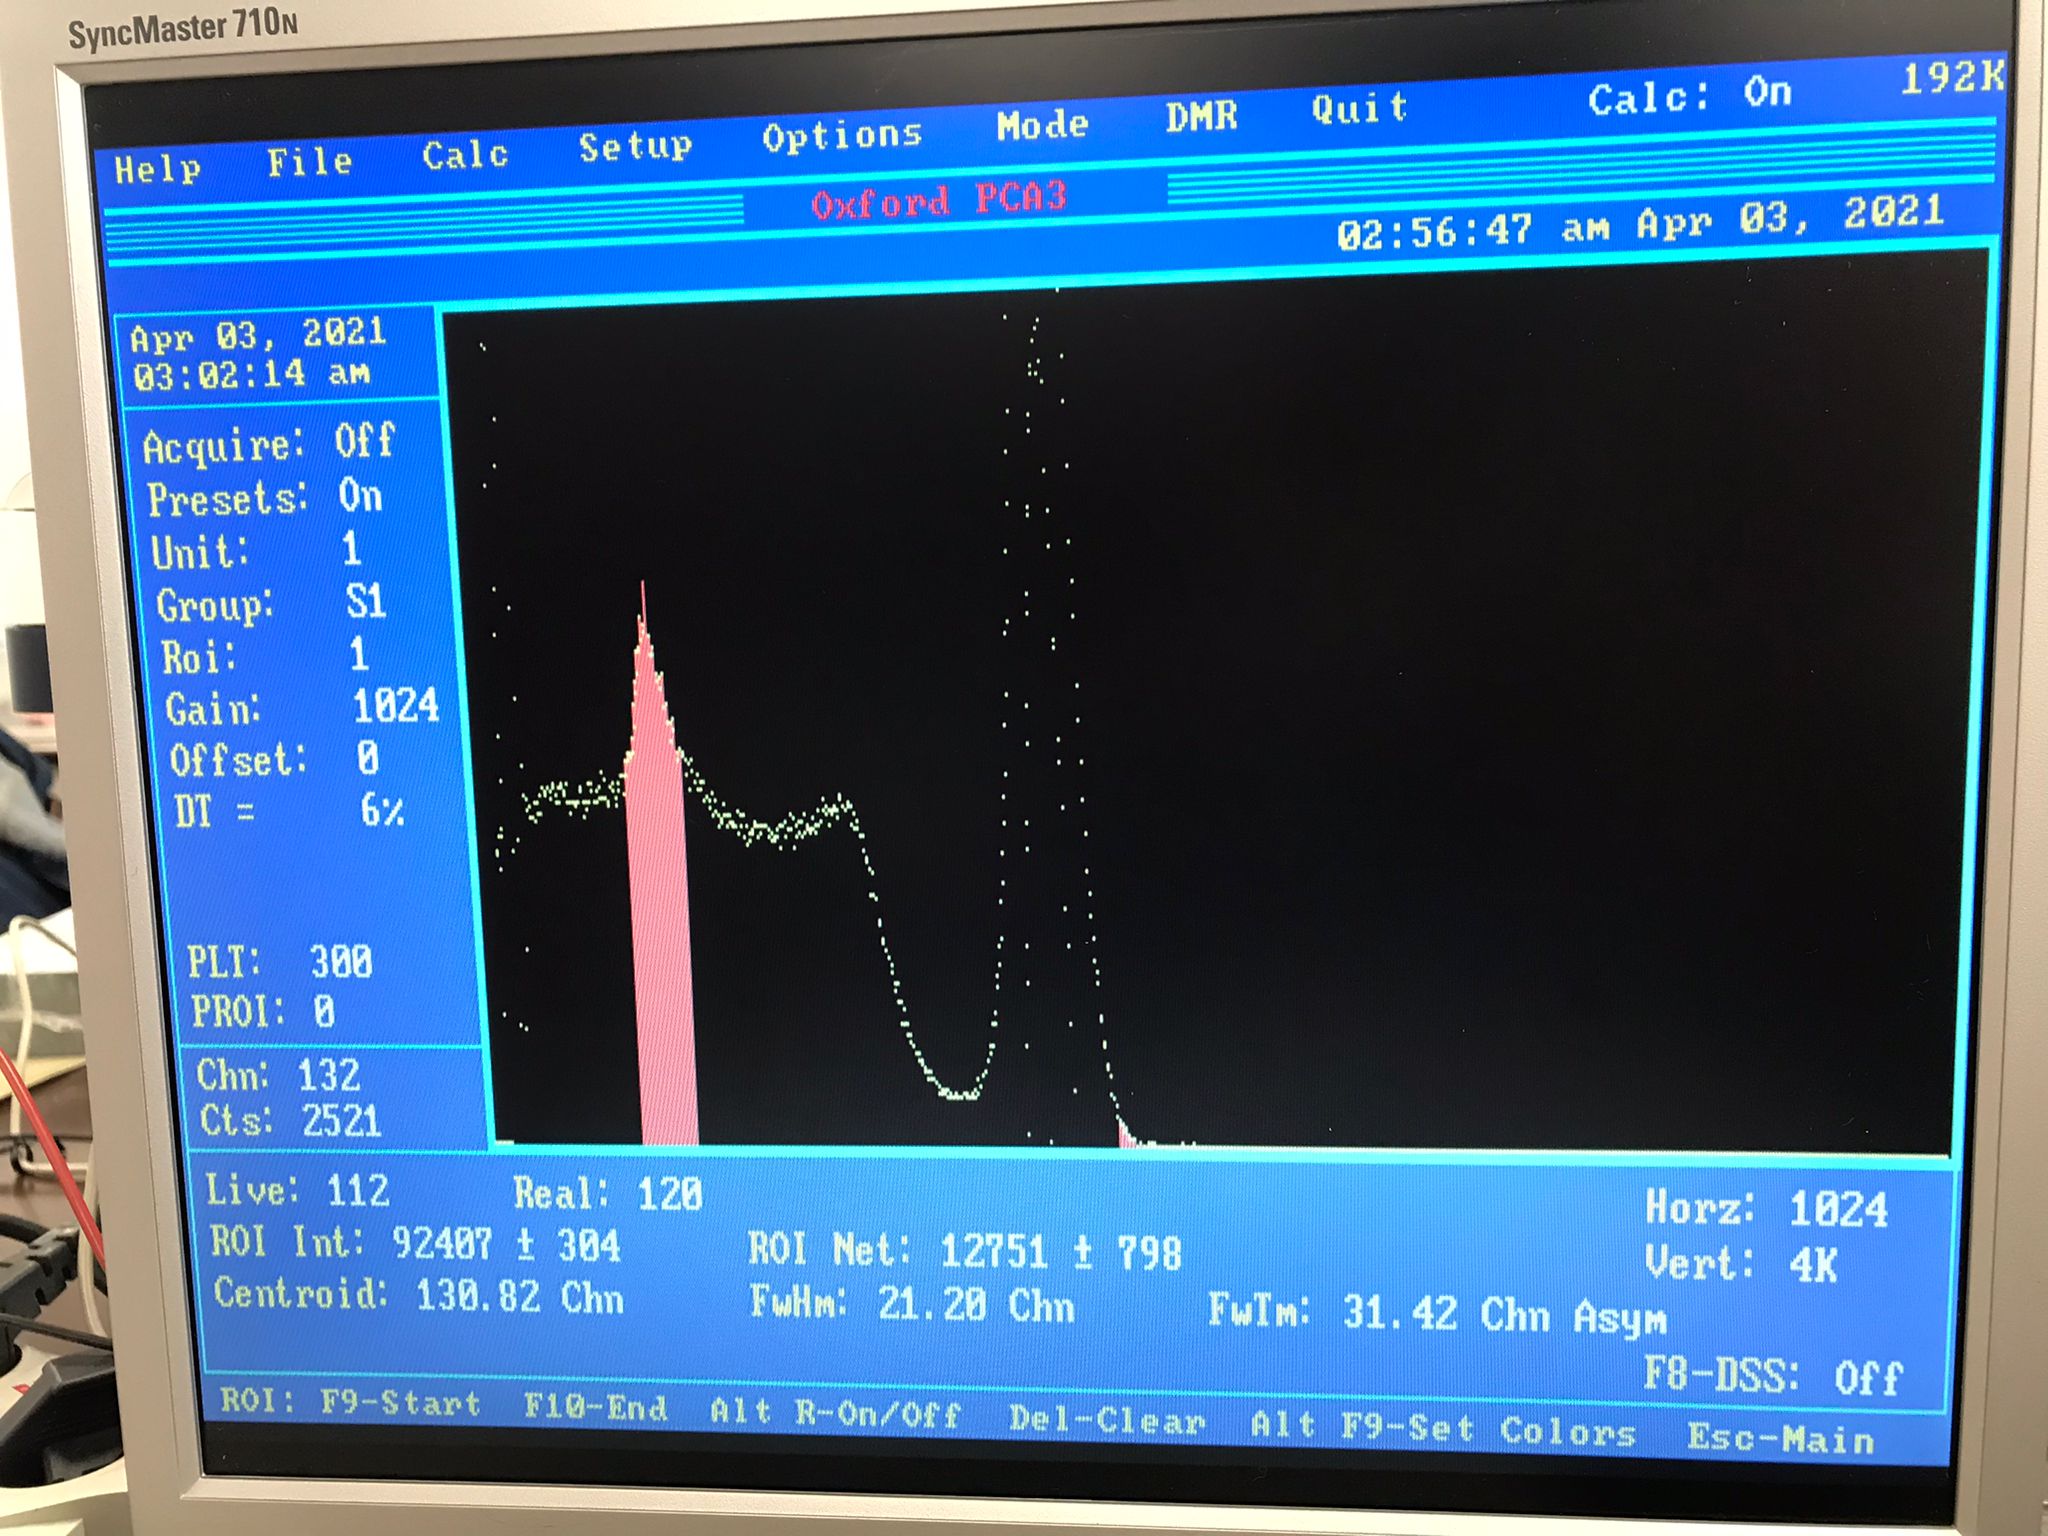 SyncMaster 710N
Help File Calc Setup Options Mode DMR Quit Calc: On 192K
Oxford PCA3
02:56:47 am Apr 03, 2021
Apr 03, 2021
03:02:14 am
Acquire: Off
Presets: On
Unit: 1
Group: S1
Roi: 1
Gain: 1024
Offset: 0
DT = 6%
PLT: 300
PROI: 0
Chn: 132
Cts: 2521
Live: 112 Real: 120 Horz: 1024
ROI Int: 92407 ± 304 ROI Net: 12751 ± 798 Vert: 4K
Centroid: 130.82 Chn FwHm: 21.20 Chn FwTm: 31.42 Chn Asym
F8-DSS: Off
ROI: F9-Start F10-End Alt R-On/Off Del-Clear Alt F9-Set Colors Esc-Main